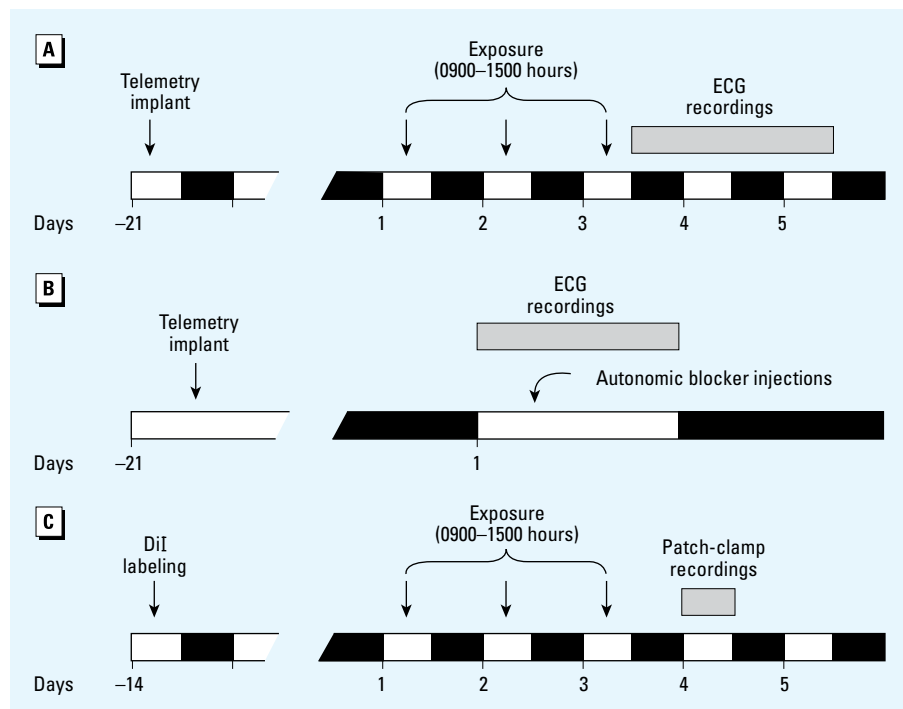 A
Telemetry
implant
Exposure
(0900–1500 hours)
ECG
recordings
Days
–21
1
2
3
4
5
B
Telemetry
implant
ECG
recordings
Autonomic blocker injections
Days
–21
1
C
DiI
labeling
Exposure
(0900–1500 hours)
Patch-clamp
recordings
Days
–14
1
2
3
4
5